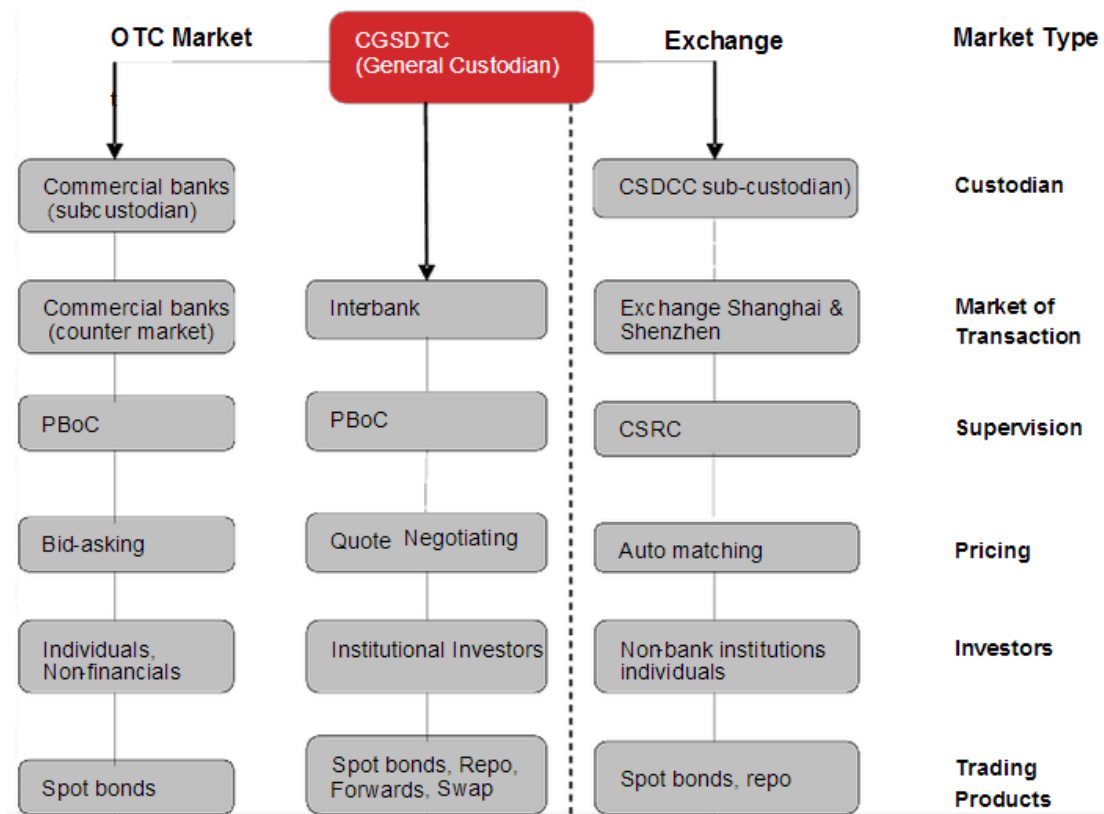 OTC Market
CGSDTC
(General Custodian)
Exchange
Market Type
t
Commercial banks
(subcustodian)
CSDCC sub-custodian)
Custodian
Commercial banks
(counter market)
Interbank
Exchange Shanghai &
Shenzhen
Market of
Transaction
PBoC
PBoC
CSRC
Supervision
Bid-asking
Quote Negotiating
Auto matching
Pricing
Individuals,
Non-financials
Institutional Investors
Non-bank institutions
individuals
Investors
Spot bonds
Spot bonds, Repo,
Forwards, Swap
Spot bonds, repo
Trading
Products